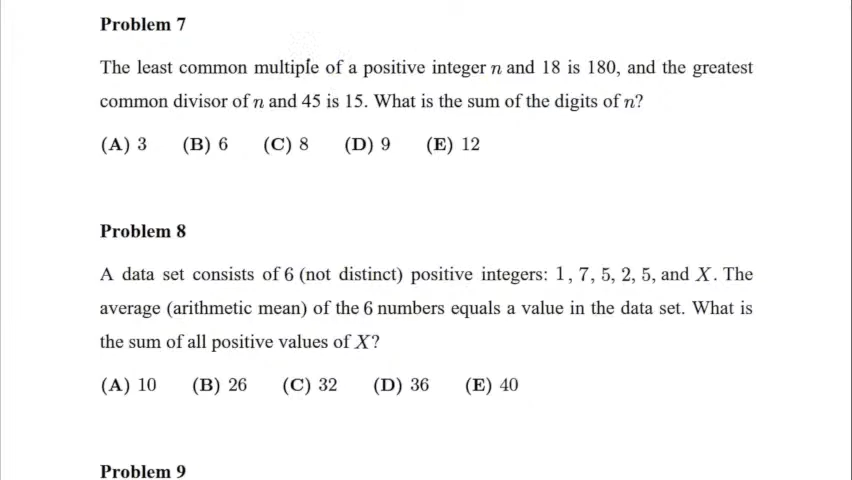 Problem 7
The least common multiple of a positive integer n and 18 is 180, and the greatest
common divisor of n and 45 is 15. What is the sum of the digits of n?
(A) 3 (B) 6 (C) 8 (D) 9 (E) 12
Problem 8
A data set consists of 6 (not distinct) positive integers: 1, 7, 5, 2, 5, and X. The
average (arithmetic mean) of the 6 numbers equals a value in the data set. What is
the sum of all positive values of X?
(A) 10 (B) 26 (C) 32 (D) 36 (E) 40
Problem 9